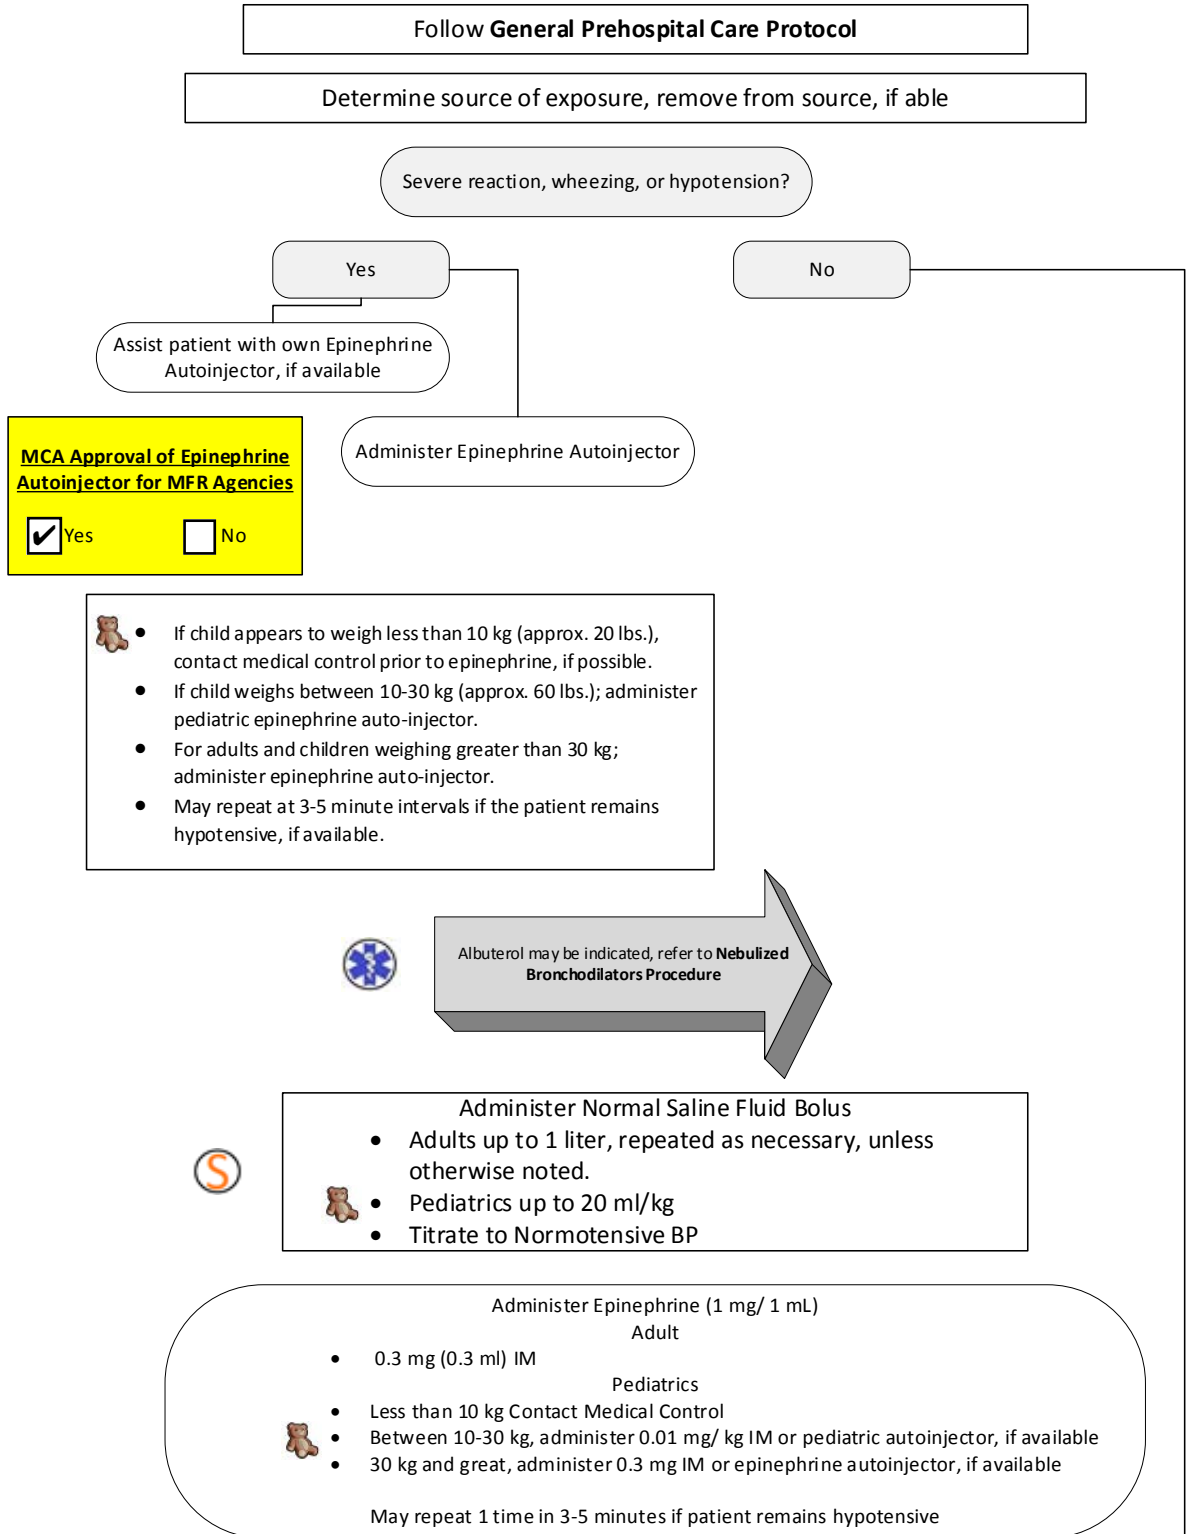 Follow General Prehospital Care Protocol
Determine source of exposure, remove from source, if able
Severe reaction, wheezing, or hypotension?
Yes
No
Assist patient with own Epinephrine
Autoinjector, if available
Administer Epinephrine Autoinjector
MCA Approval of Epinephrine
Autoinjector for MFR Agencies
✔ Yes
No
• If child appears to weigh less than 10 kg (approx. 20 lbs.),
contact medical control prior to epinephrine, if possible.
• If child weighs between 10-30 kg (approx. 60 lbs.); administer
pediatric epinephrine auto-injector.
• For adults and children weighing greater than 30 kg;
administer epinephrine auto-injector.
• May repeat at 3-5 minute intervals if the patient remains
hypotensive, if available.
Albuterol may be indicated, refer to Nebulized
Bronchodilators Procedure
S
Administer Normal Saline Fluid Bolus
• Adults up to 1 liter, repeated as necessary, unless
otherwise noted.
• Pediatrics up to 20 ml/kg
• Titrate to Normotensive BP
Administer Epinephrine (1 mg/ 1 mL)
Adult
• 0.3 mg (0.3 ml) IM
Pediatrics
• Less than 10 kg Contact Medical Control
• Between 10-30 kg, administer 0.01 mg/ kg IM or pediatric autoinjector, if available
• 30 kg and great, administer 0.3 mg IM or epinephrine autoinjector, if available
May repeat 1 time in 3-5 minutes if patient remains hypotensive